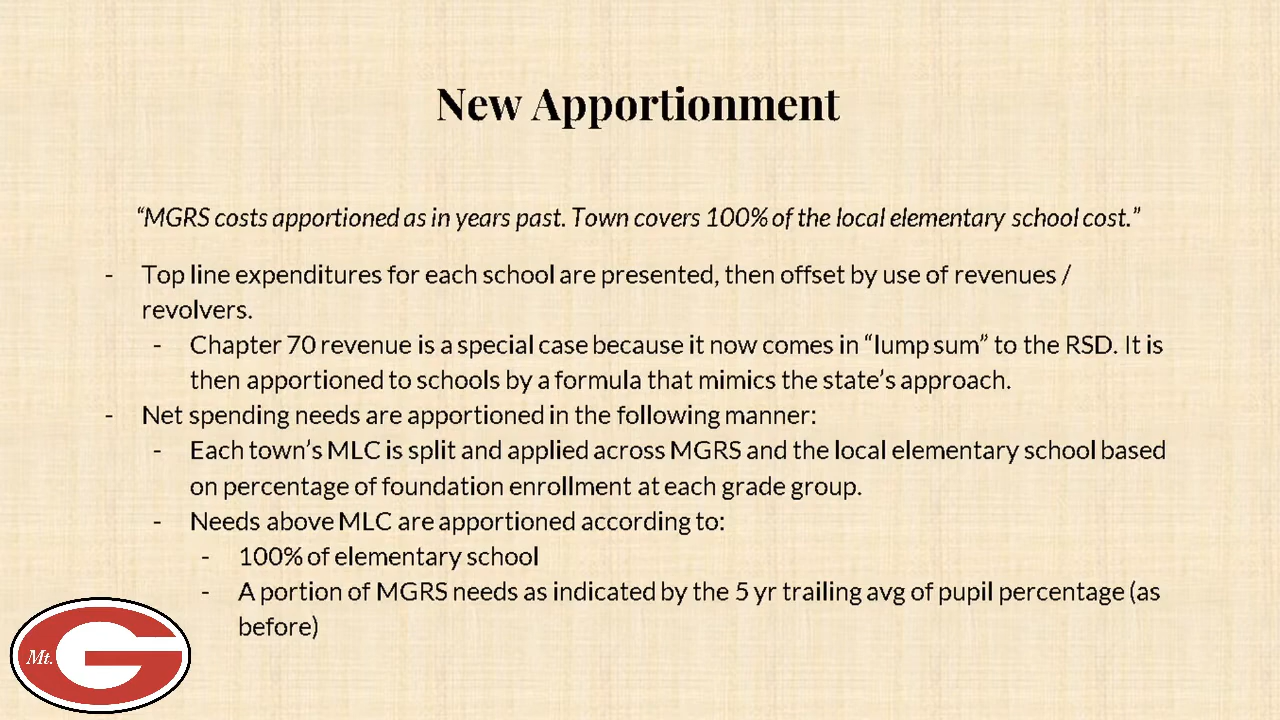 New Apportionment
“MGRS costs apportioned as in years past. Town covers 100% of the local elementary school cost.”
- Top line expenditures for each school are presented, then offset by use of revenues /
revolvers.
- Chapter 70 revenue is a special case because it now comes in “lump sum” to the RSD. It is
then apportioned to schools by a formula that mimics the state’s approach.
- Net spending needs are apportioned in the following manner:
- Each town’s MLC is split and applied across MGRS and the local elementary school based
on percentage of foundation enrollment at each grade group.
- Needs above MLC are apportioned according to:
- 100% of elementary school
- A portion of MGRS needs as indicated by the 5 yr trailing avg of pupil percentage (as
before)
Mt. G